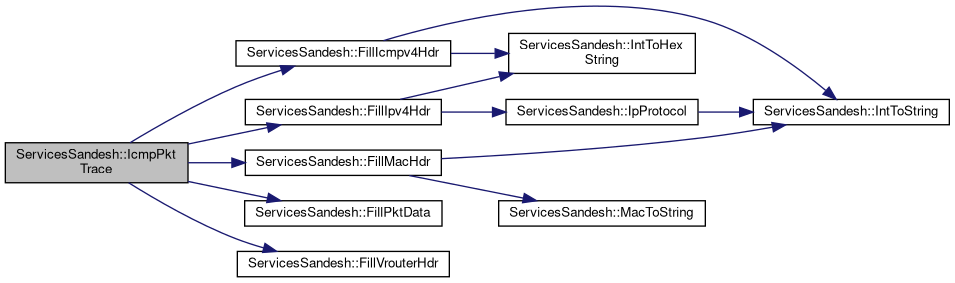 ServicesSandesh::IcmpPkt
Trace
ServicesSandesh::FillIcmpv4Hdr
ServicesSandesh::FillIpv4Hdr
ServicesSandesh::FillMacHdr
ServicesSandesh::FillPktData
ServicesSandesh::FillVrouterHdr
ServicesSandesh::IntToHex
String
ServicesSandesh::IpProtocol
ServicesSandesh::MacToString
ServicesSandesh::IntToString